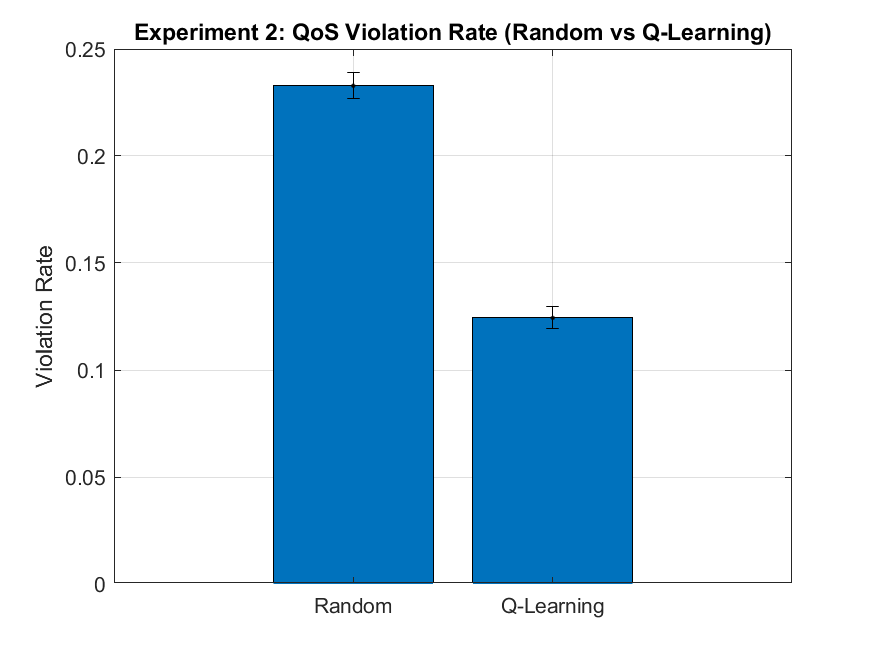 Experiment 2: QoS Violation Rate (Random vs Q-Learning)
0.25
0.2
0.15
0.1
0.05
0
Violation Rate
Random
Q-Learning